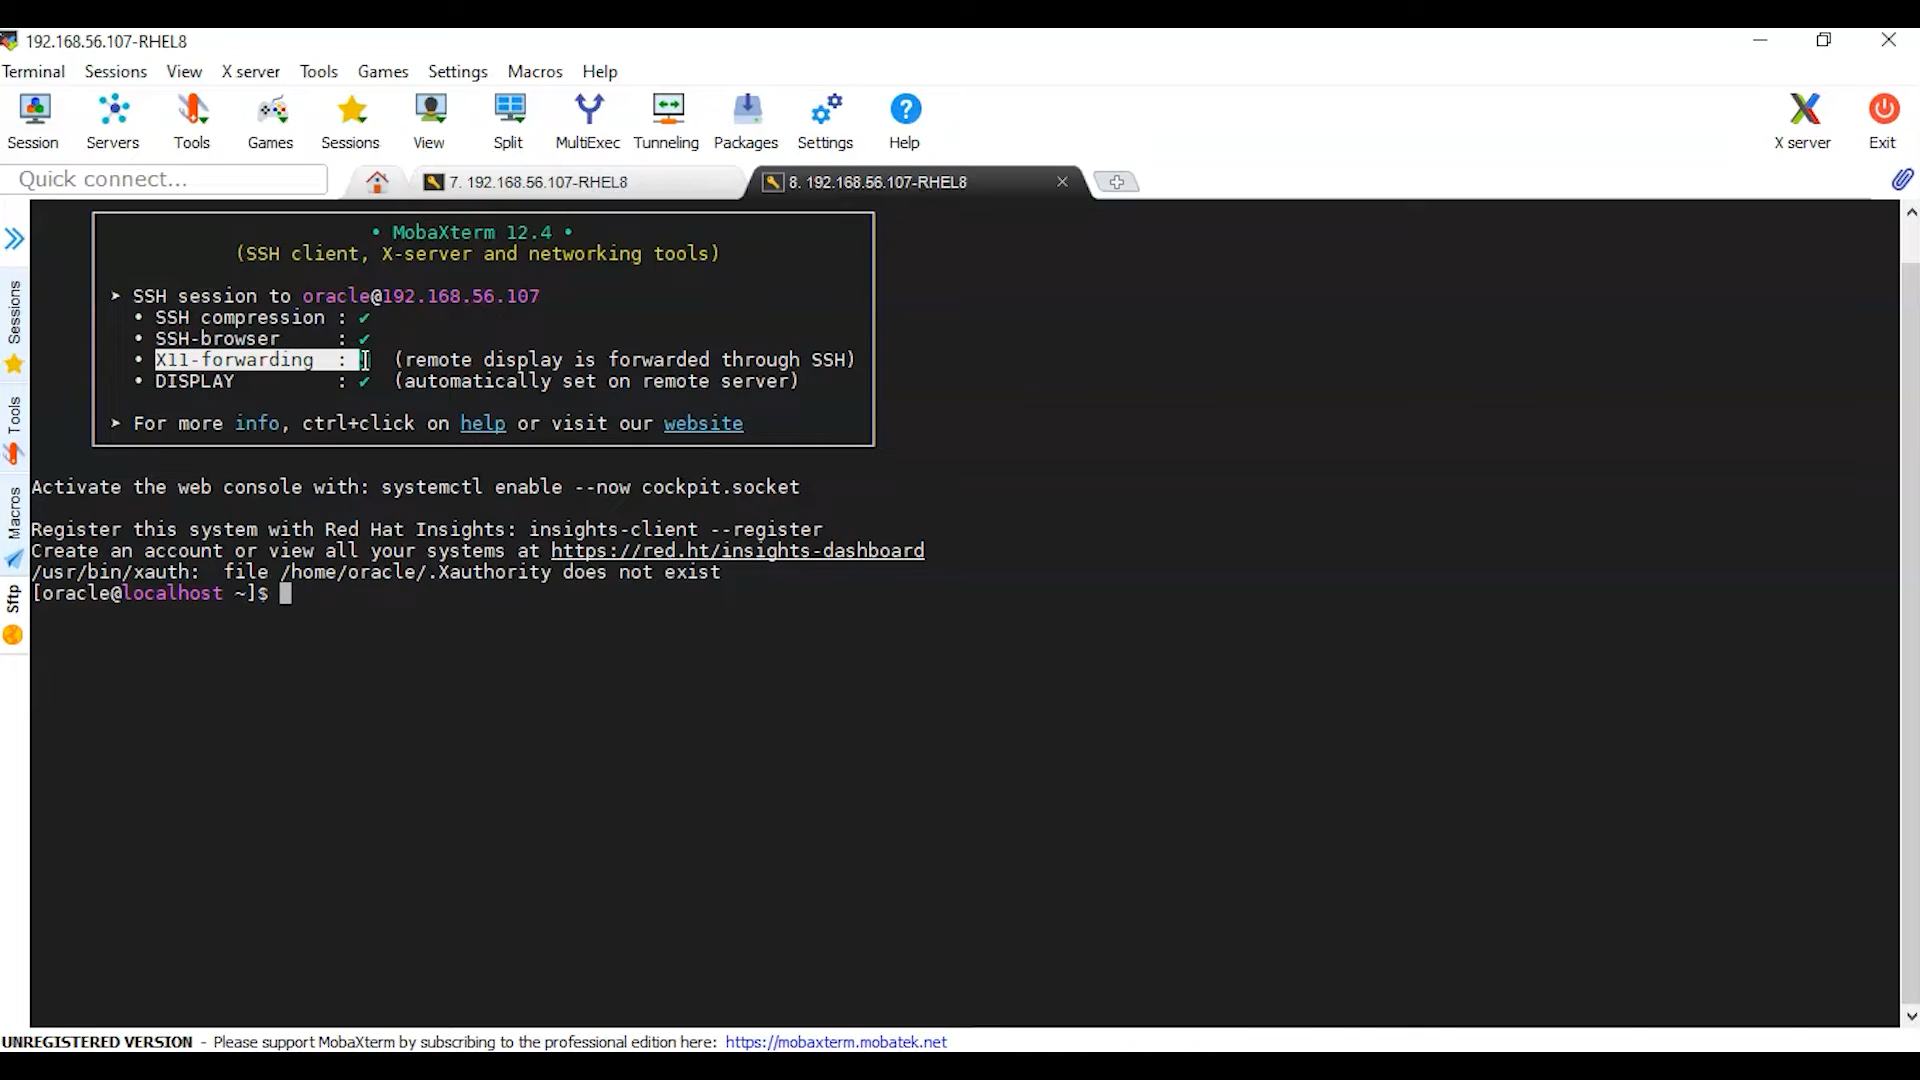 192.168.56.107-RHEL8
Terminal Sessions View X server Tools Games Settings Macros Help
Session Servers Tools Games Sessions View Split MultiExec Tunneling Packages Settings Help X server Exit
Quick connect... 7. 192.168.56.107-RHEL8 8. 192.168.56.107-RHEL8
Sessions
Tools
Macros
Sftp
• MobaXterm 12.4 •
(SSH client, X-server and networking tools)
➤ SSH session to oracle@192.168.56.107
• SSH compression : ✔
• SSH-browser : ✔
• X11-forwarding : (remote display is forwarded through SSH)
• DISPLAY : ✔ (automatically set on remote server)
➤ For more info, ctrl+click on help or visit our website
Activate the web console with: systemctl enable --now cockpit.socket
Register this system with Red Hat Insights: insights-client --register
Create an account or view all your systems at https://red.ht/insights-dashboard
/usr/bin/xauth:  file /home/oracle/.Xauthority does not exist
[oracle@localhost ~]$
UNREGISTERED VERSION - Please support MobaXterm by subscribing to the professional edition here: https://mobaxterm.mobatek.net